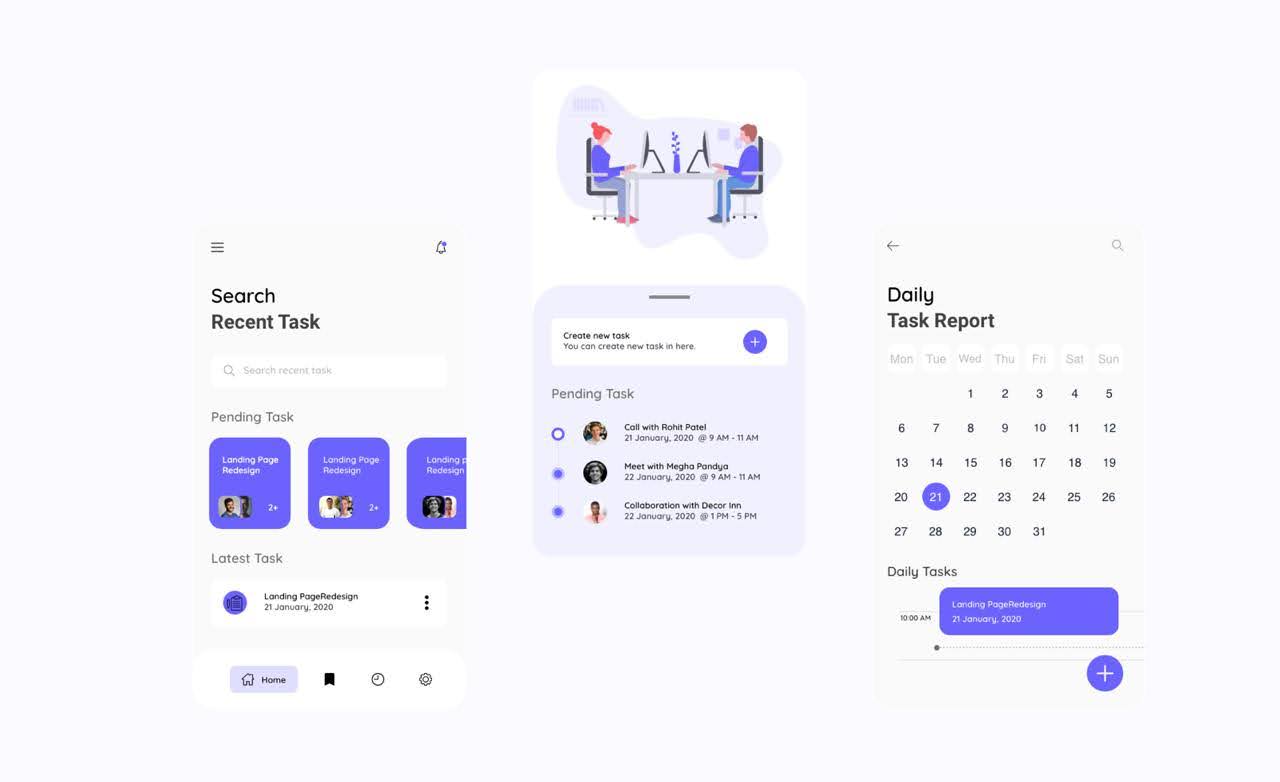 Search
Recent Task
Search recent task
Pending Task
Landing Page
Redesign
2+
Landing Page
Redesign
2+
Landing
Redesign
Latest Task
Landing PageRedesign
21 January, 2020
Home
Create new task
You can create new task in here.
Pending Task
Call with Rohit Patel
21 January, 2020 @ 9 AM - 11 AM
Meet with Megha Pandya
22 January, 2020 @ 9 AM - 11 AM
Collaboration with Decor Inn
22 January, 2020 @ 1 PM - 5 PM
Daily
Task Report
Mon Tue Wed Thu Fri Sat Sun
1 2 3 4 5
6 7 8 9 10 11 12
13 14 15 16 17 18 19
20 21 22 23 24 25 26
27 28 29 30 31
Daily Tasks
Landing PageRedesign
10:00 AM
21 January, 2020